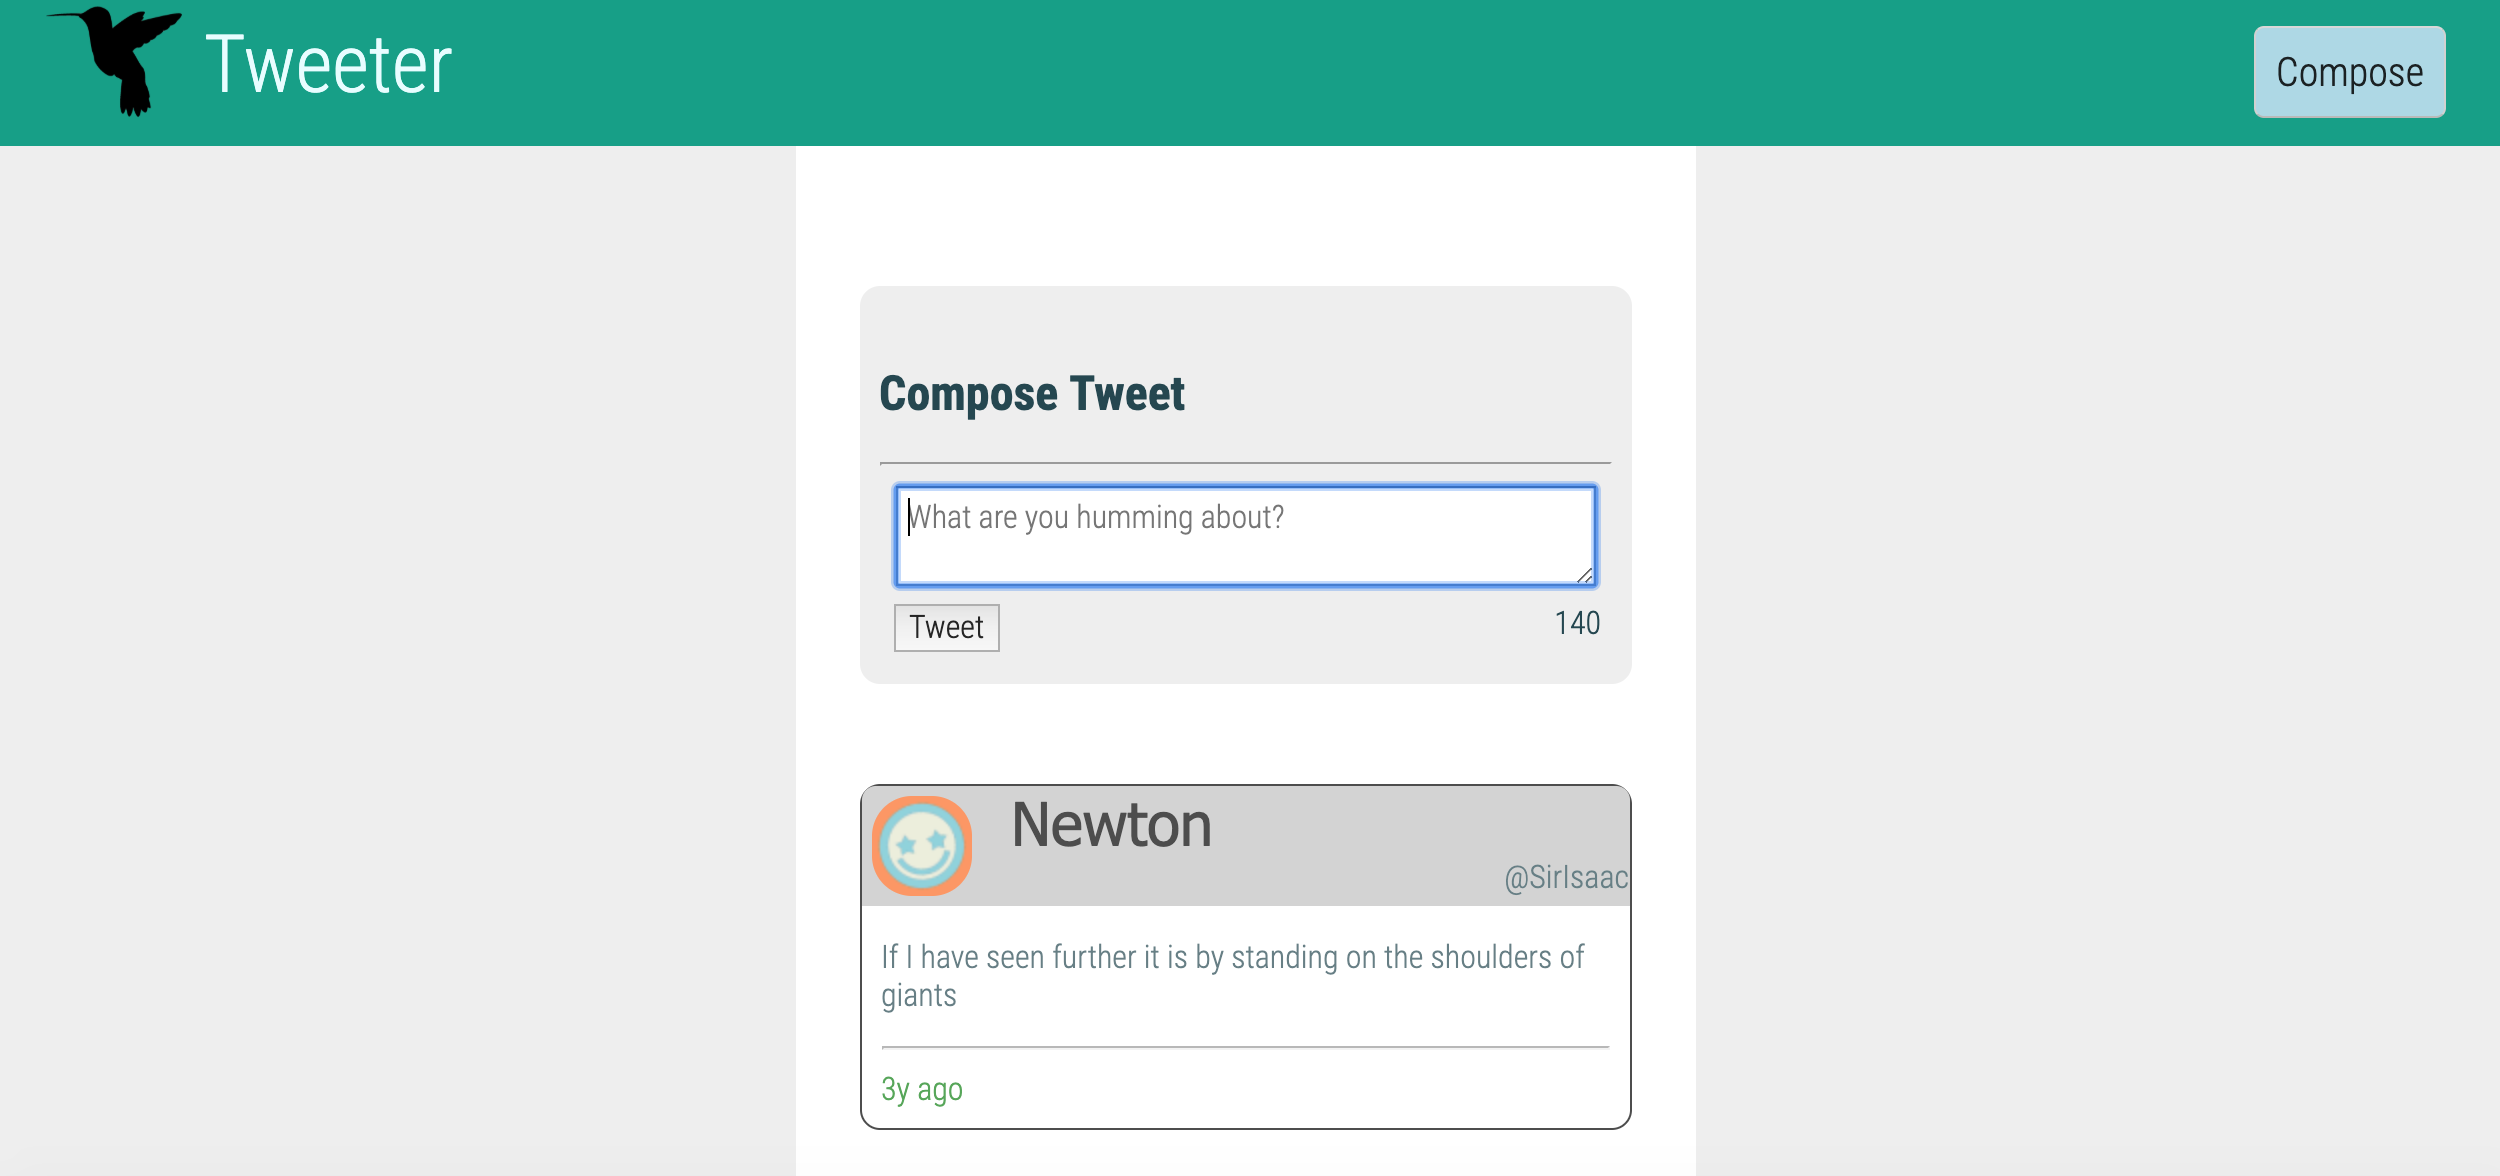 Tweeter
Compose
Compose Tweet
What are you humming about?
Tweet
140
Newton
@SirIsaac
If I have seen further it is by standing on the shoulders of
giants
3y ago